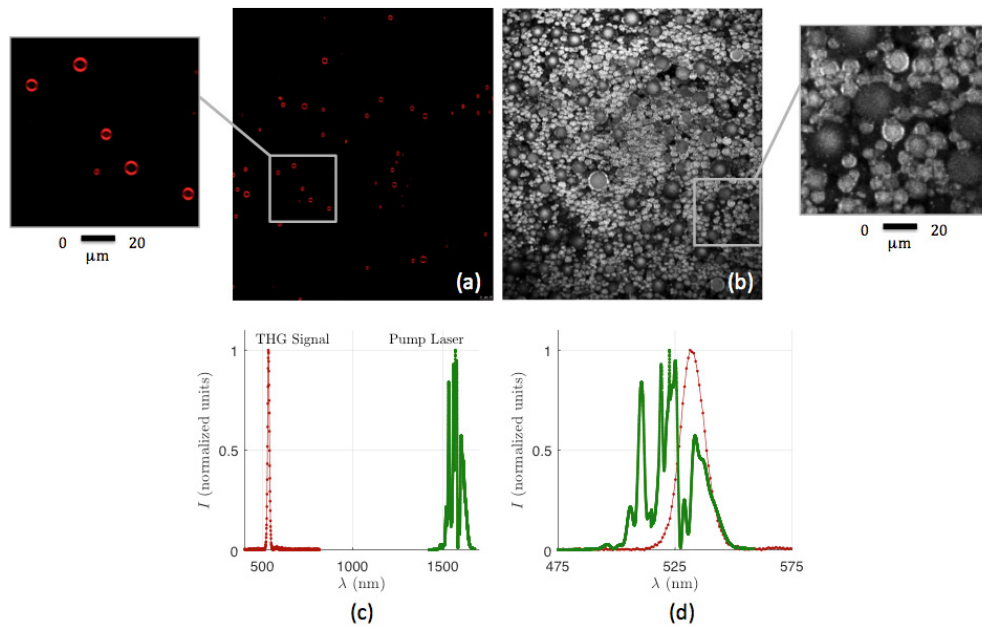 (a)
(b)
0 20
μm
0 20
μm
THG Signal Pump Laser
1
0.5
0
I (normalized units)
500 1000 1500
λ (nm)
(c)
1
0.5
0
I (normalized units)
475 525 575
λ (nm)
(d)